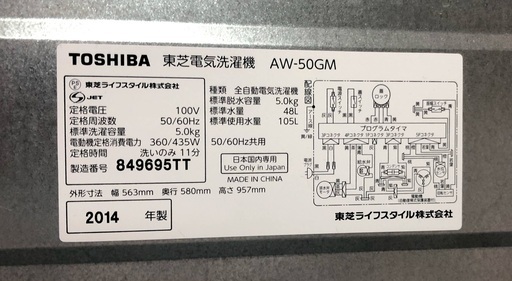 TOSHIBA 東芝電気洗濯機 AW-50GM
東芝ライフスタイル株式会社
JET
定格電圧 100V
定格周波数 50/60Hz
標準洗濯容量 5.0kg
電動機定格消費電力 360/435W
定格時間 洗いのみ 11分
製造番号 849695TT
種類 全自動電気洗濯機
標準脱水容量 5.0kg
標準水量 48L
標準使用水量 105L
50/60Hz共用
日本国内専用
Use Only in Japan
MADE IN CHINA
外形寸法 幅 563mm 奥行 580mm 高さ 957mm
2014 年製
配線図
プログラムタイマ
東芝ライフスタイル株式会社